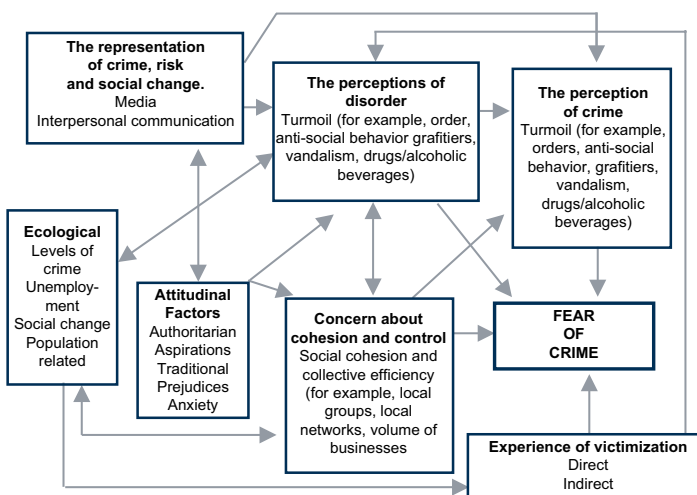 The representation
of crime, risk
and social change.
Media
Interpersonal communication
The perceptions of
disorder
Turmoil (for example, order,
anti-social behavior grafitiers,
vandalism, drugs/alcoholic
beverages)
The perception
of crime
Turmoil (for example,
orders, anti-social
behavior, grafitiers,
vandalism,
drugs/alcoholic
beverages)
Ecological
Levels of
crime
Unemploy-
ment
Social change
Population
related
Attitudinal
Factors
Authoritarian
Aspirations
Traditional
Prejudices
Anxiety
Concern about
cohesion and control
Social cohesion and
collective efficiency
(for example, local
groups, local
networks, volume of
businesses
FEAR
OF
CRIME
Experience of victimization
Direct
Indirect